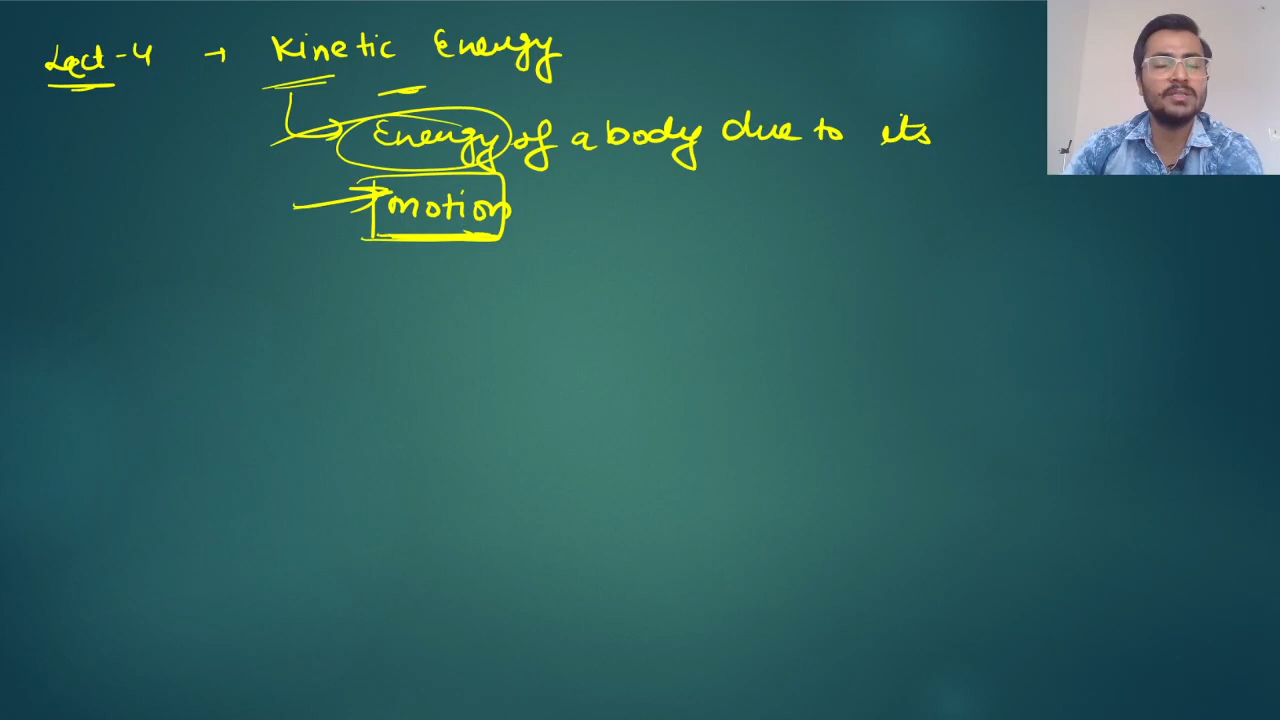 Lect-4 → Kinetic Energy
Energy of a body due to its
motion